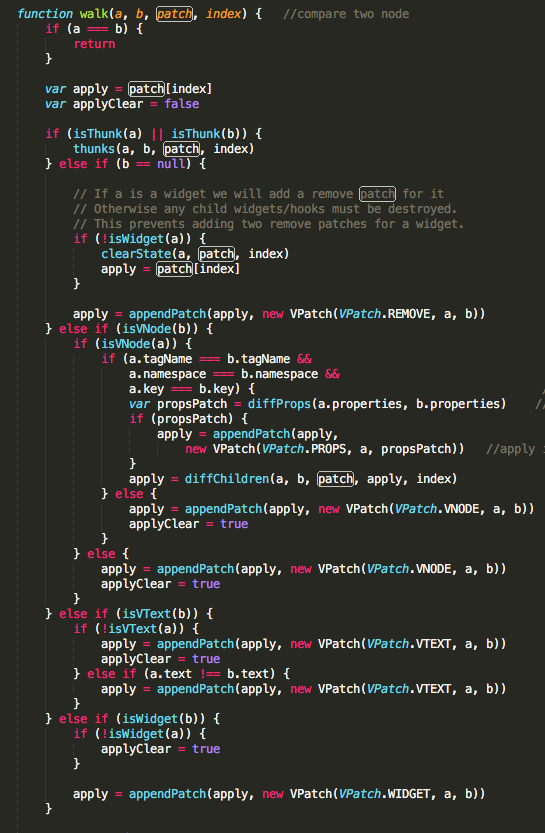 function walk(a, b, patch, index) {   //compare two node
    if (a === b) {
        return
    }

    var apply = patch[index]
    var applyClear = false

    if (isThunk(a) || isThunk(b)) {
        thunks(a, b, patch, index)
    } else if (b == null) {

        // If a is a widget we will add a remove patch for it
        // Otherwise any child widgets/hooks must be destroyed.
        // This prevents adding two remove patches for a widget.
        if (!isWidget(a)) {
            clearState(a, patch, index)
            apply = patch[index]
        }

        apply = appendPatch(apply, new VPatch(VPatch.REMOVE, a, b))
    } else if (isVNode(b)) {
        if (isVNode(a)) {
            if (a.tagName === b.tagName &&
                a.namespace === b.namespace &&
                a.key === b.key) {
                var propsPatch = diffProps(a.properties, b.properties)    //
                if (propsPatch) {
                    apply = appendPatch(apply,
                        new VPatch(VPatch.PROPS, a, propsPatch))   //apply
                }
                apply = diffChildren(a, b, patch, apply, index)
            } else {
                apply = appendPatch(apply, new VPatch(VPatch.VNODE, a, b))
                applyClear = true
            }
        } else {
            apply = appendPatch(apply, new VPatch(VPatch.VNODE, a, b))
            applyClear = true
        }
    } else if (isVText(b)) {
        if (!isVText(a)) {
            apply = appendPatch(apply, new VPatch(VPatch.VTEXT, a, b))
            applyClear = true
        } else if (a.text !== b.text) {
            apply = appendPatch(apply, new VPatch(VPatch.VTEXT, a, b))
        }
    } else if (isWidget(b)) {
        if (!isWidget(a)) {
            applyClear = true
        }

        apply = appendPatch(apply, new VPatch(VPatch.WIDGET, a, b))
    }